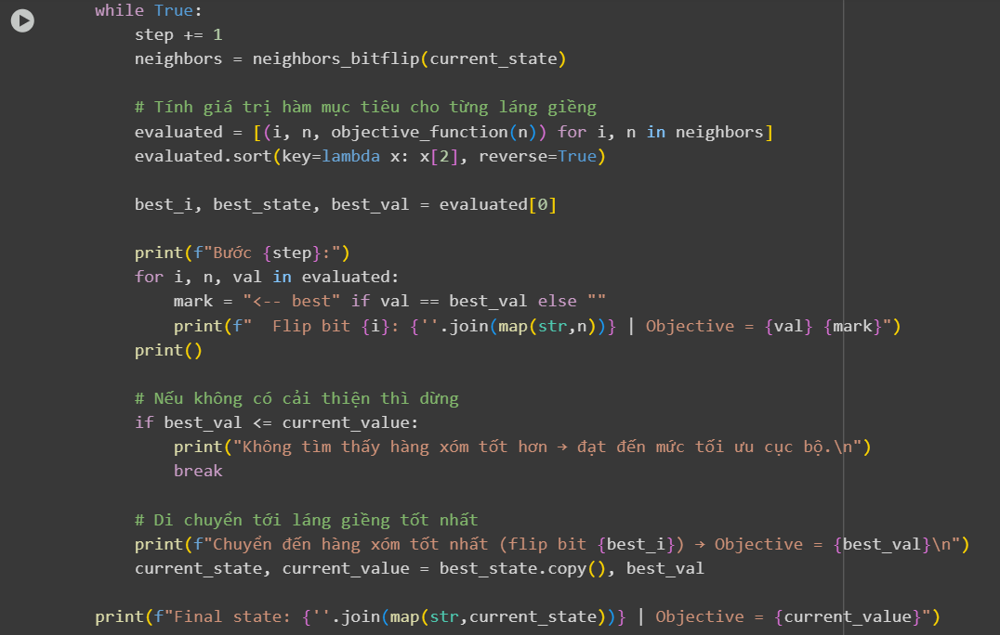 while True:
    step += 1
    neighbors = neighbors_bitflip(current_state)

    # Tính giá trị hàm mục tiêu cho từng láng giềng
    evaluated = [(i, n, objective_function(n)) for i, n in neighbors]
    evaluated.sort(key=lambda x: x[2], reverse=True)

    best_i, best_state, best_val = evaluated[0]

    print(f"Bước {step}:")
    for i, n, val in evaluated:
        mark = "<-- best" if val == best_val else ""
        print(f"  Flip bit {i}: {''.join(map(str,n))} | Objective = {val} {mark}")
    print()

    # Nếu không có cải thiện thì dừng
    if best_val <= current_value:
        print("Không tìm thấy hàng xóm tốt hơn → đạt đến mức tối ưu cục bộ.\n")
        break

    # Di chuyển tới láng giềng tốt nhất
    print(f"Chuyển đến hàng xóm tốt nhất (flip bit {best_i}) → Objective = {best_val}\n")
    current_state, current_value = best_state.copy(), best_val

print(f"Final state: {''.join(map(str,current_state))} | Objective = {current_value}")